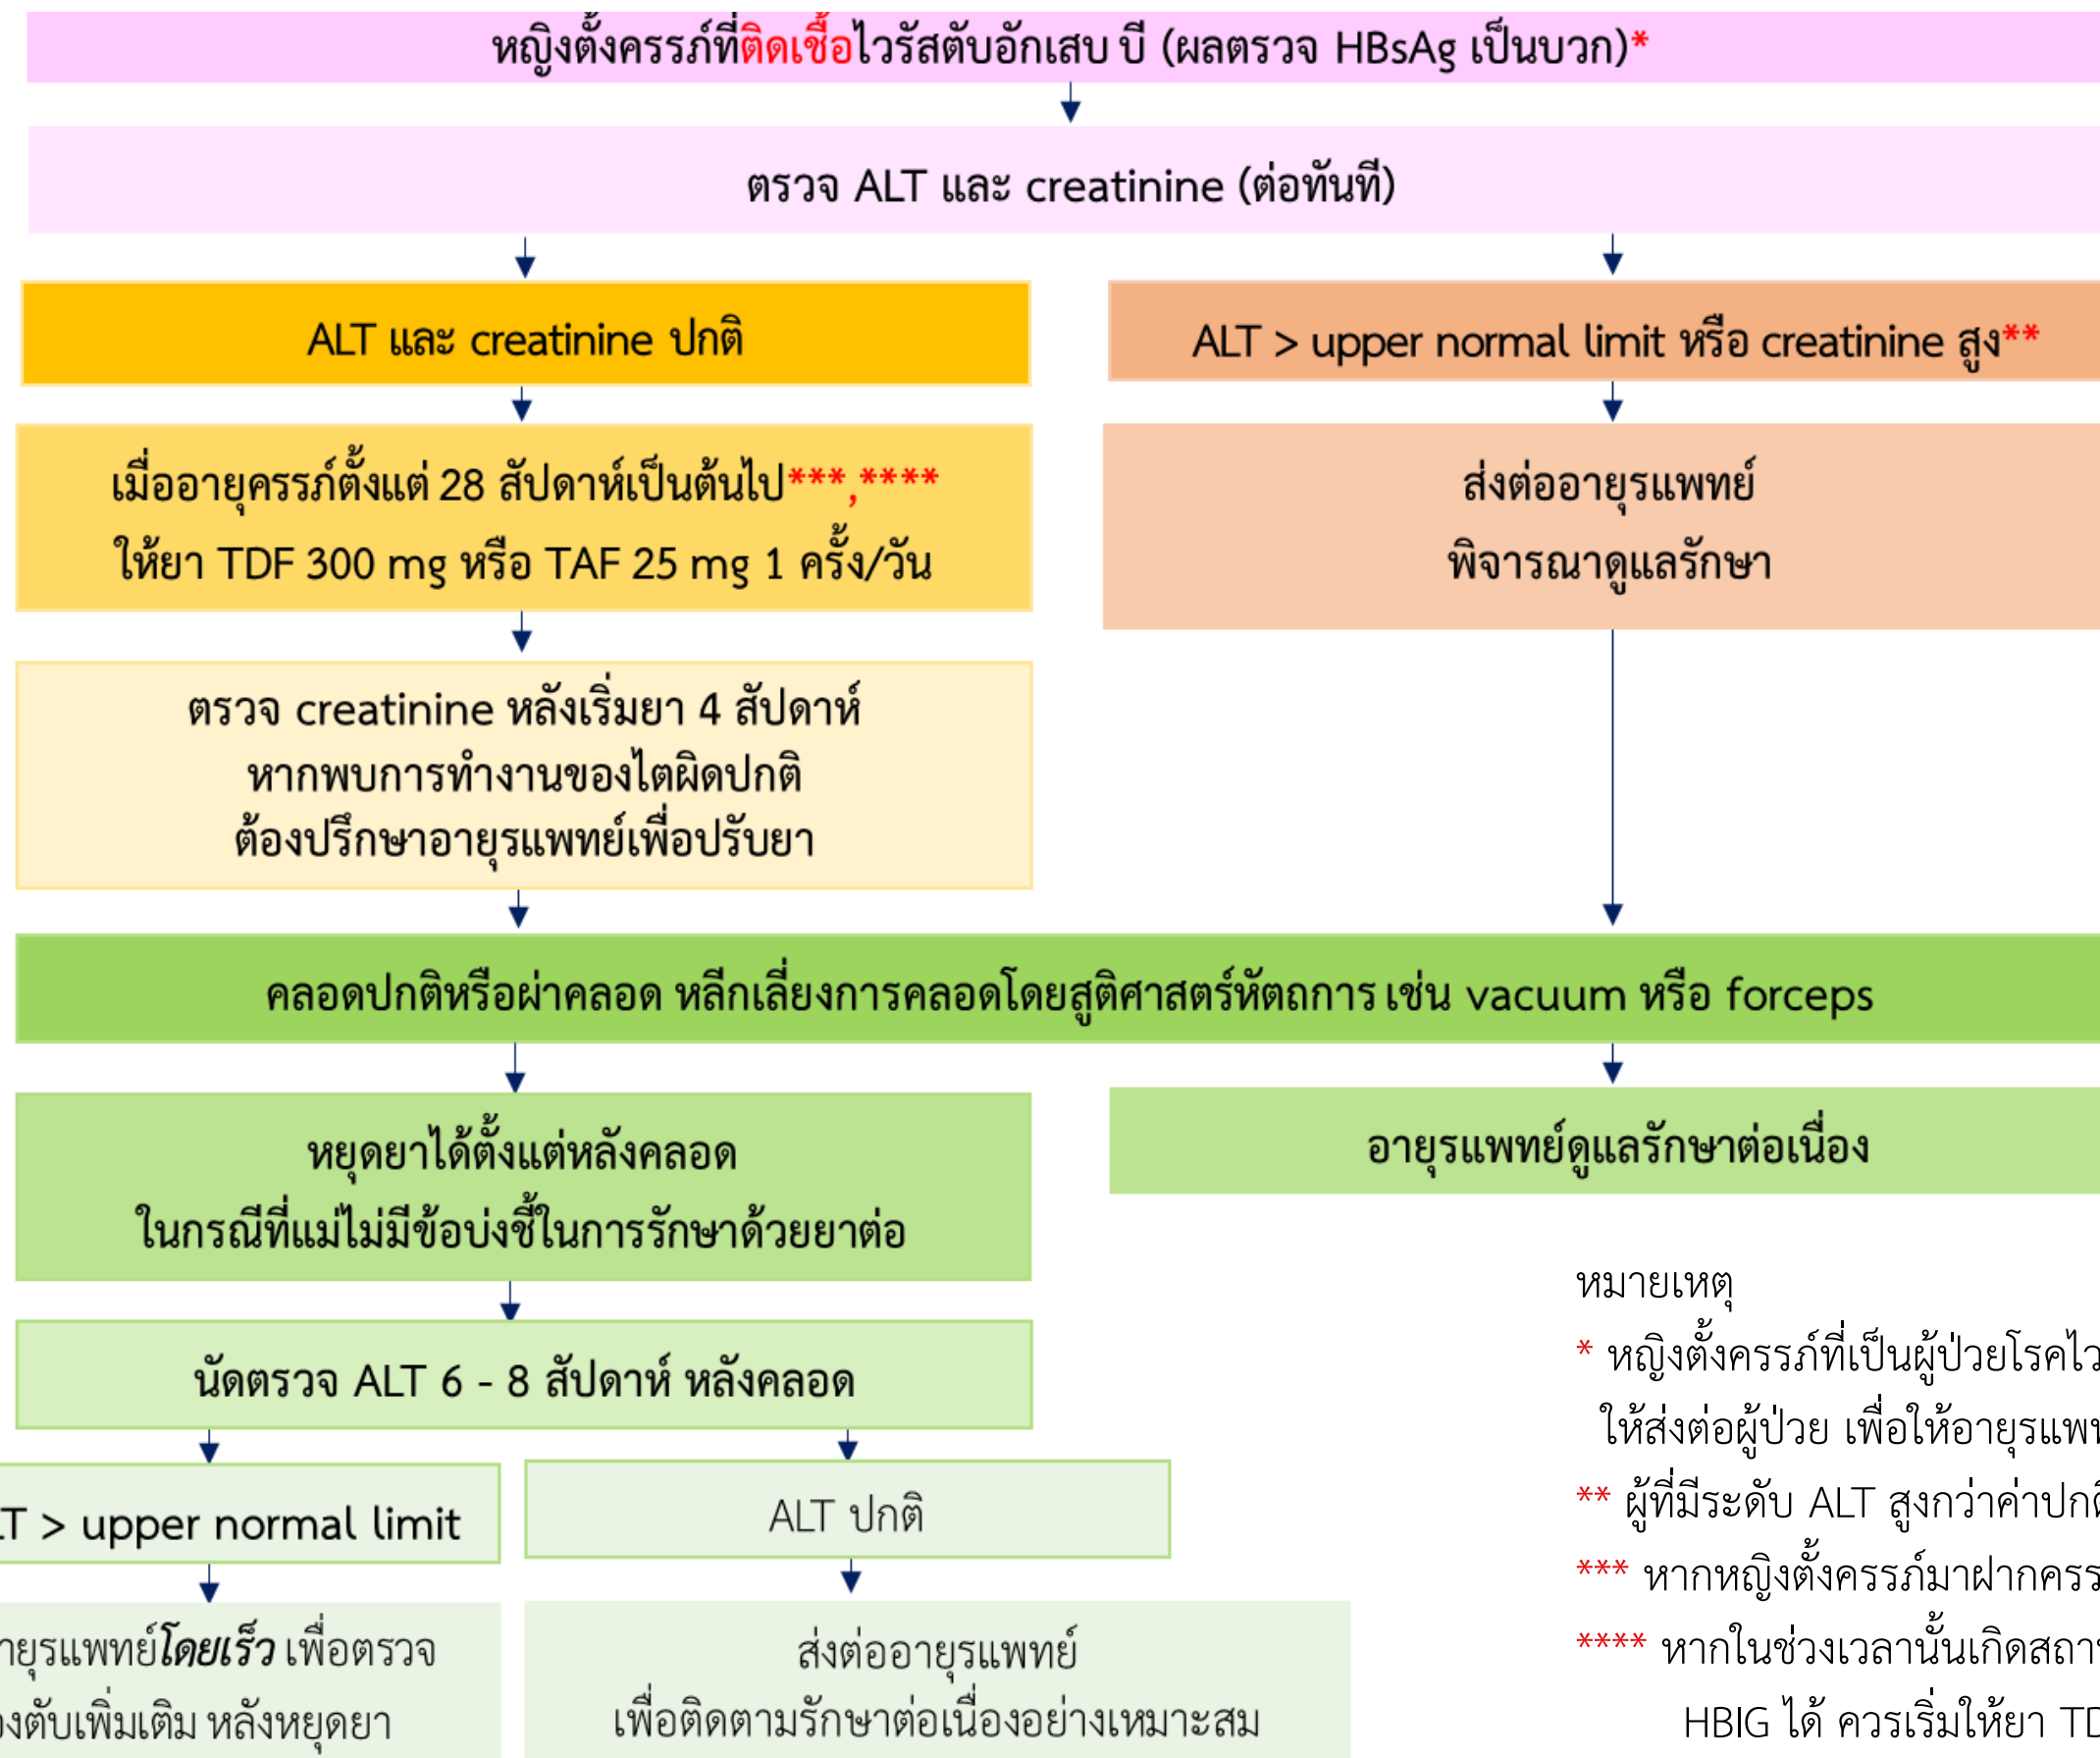 หญิงตั้งครรภ์ที่ติดเชื้อไวรัสตับอักเสบ บี (ผลตรวจ HBsAg เป็นบวก)*
ตรวจ ALT และ creatinine (ต่อทันที)
ALT และ creatinine ปกติ
ALT > upper normal limit หรือ creatinine สูง**
เมื่ออายุครรภ์ตั้งแต่ 28 สัปดาห์เป็นต้นไป***,****
ให้ยา TDF 300 mg หรือ TAF 25 mg 1 ครั้ง/วัน
ส่งต่ออายุรแพทย์
พิจารณาดูแลรักษา
ตรวจ creatinine หลังเริ่มยา 4 สัปดาห์
หากพบการทำงานของไตผิดปกติ
ต้องปรึกษาอายุรแพทย์เพื่อปรับยา
คลอดปกติหรือผ่าคลอด หลีกเลี่ยงการคลอดโดยสูติศาสตร์หัตถการ เช่น vacuum หรือ forceps
หยุดยาได้ตั้งแต่หลังคลอด
ในกรณีที่แม่ไม่มีข้อบ่งชี้ในการรักษาด้วยยาต่อ
อายุรแพทย์ดูแลรักษาต่อเนื่อง
นัดตรวจ ALT 6 - 8 สัปดาห์ หลังคลอด
T > upper normal limit
ALT ปกติ
ายุรแพทย์โดยเร็ว เพื่อตรวจ
องตับเพิ่มเติม หลังหยุดยา
ส่งต่ออายุรแพทย์
เพื่อติดตามรักษาต่อเนื่องอย่างเหมาะสม
หมายเหตุ
* หญิงตั้งครรภ์ที่เป็นผู้ป่วยโรคไว
ให้ส่งต่อผู้ป่วย เพื่อให้อายุรแพท
** ผู้ที่มีระดับ ALT สูงกว่าค่าปกติ
*** หากหญิงตั้งครรภ์มาฝากครร
**** หากในช่วงเวลานั้นเกิดสถาน
HBIG ได้ ควรเริ่มให้ยา TD